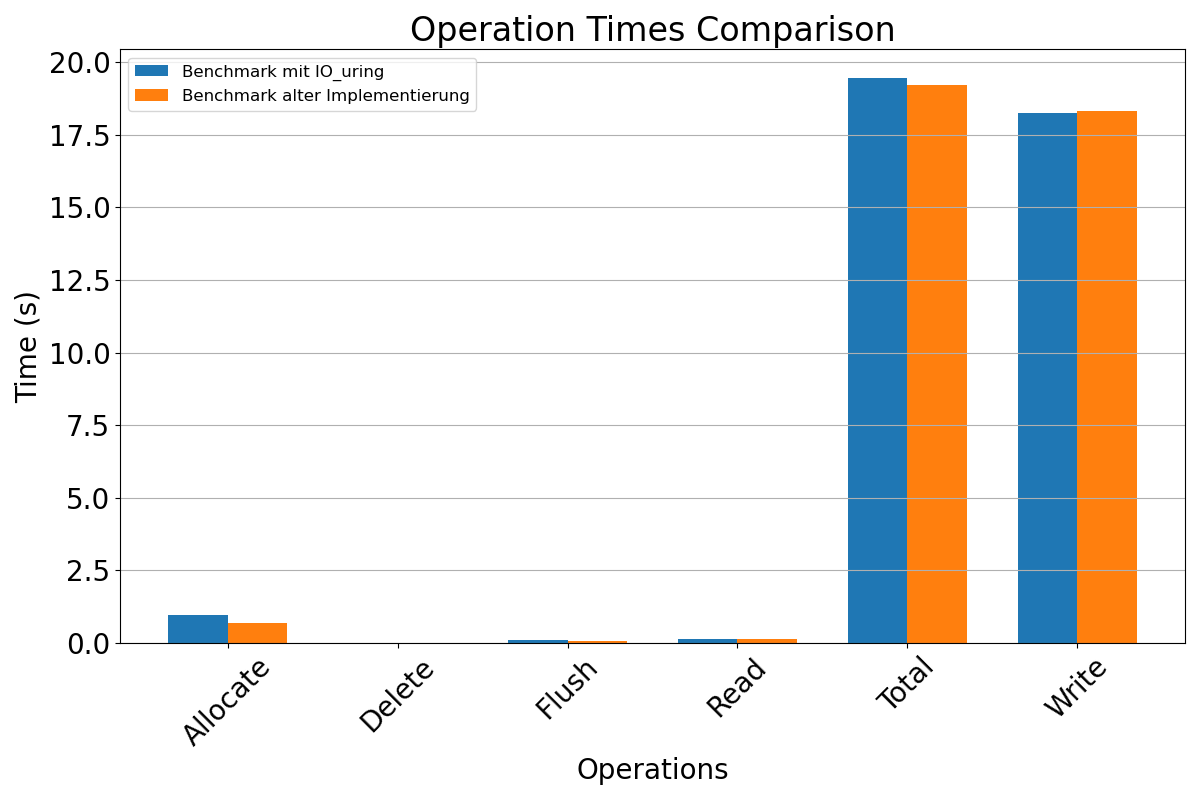 Operation Times Comparison
Benchmark mit IO_uring
Benchmark alter Implementierung
20.0
17.5
15.0
12.5
10.0
7.5
5.0
2.5
0.0
Time (s)
Allocate
Delete
Flush
Read
Total
Write
Operations